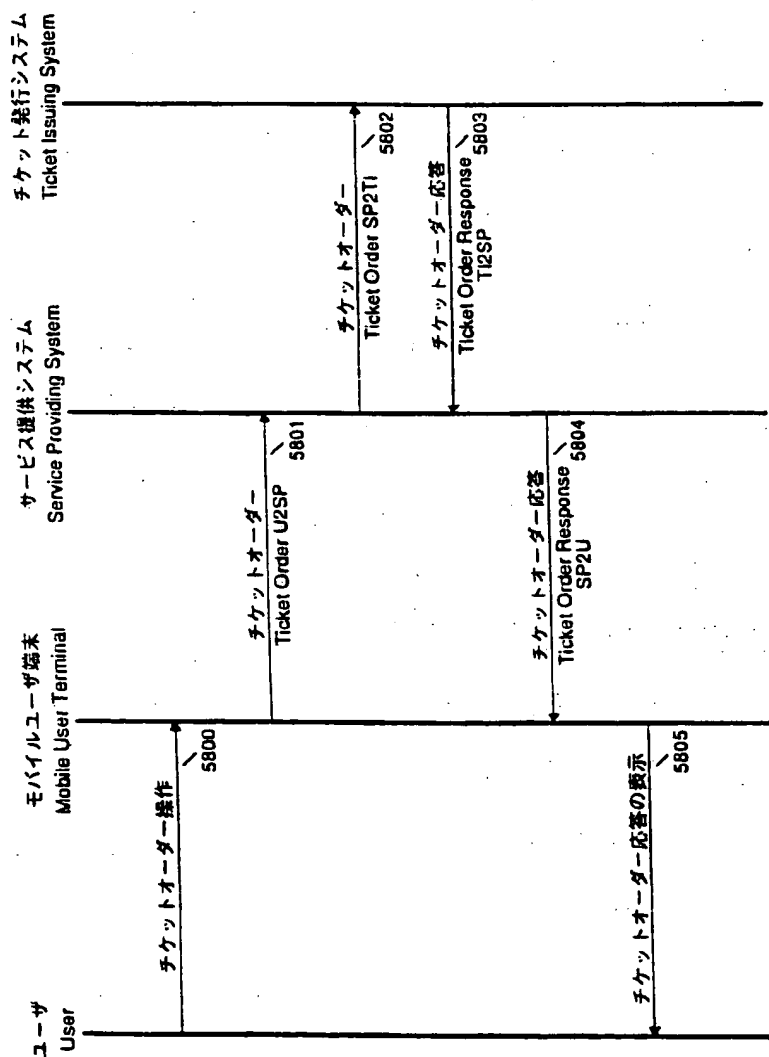 ユーザ
User
モバイルユーザ端末
Mobile User Terminal
サービス提供システム
Service Providing System
チケット発行システム
Ticket Issuing System
チケットオーダー操作
5800
チケットオーダー
Ticket Order U2SP
5801
チケットオーダー
Ticket Order SP2TI
5802
チケットオーダー応答
Ticket Order Response
TI2SP
5803
チケットオーダー応答
Ticket Order Response
SP2U
5804
チケットオーダー応答の表示
5805